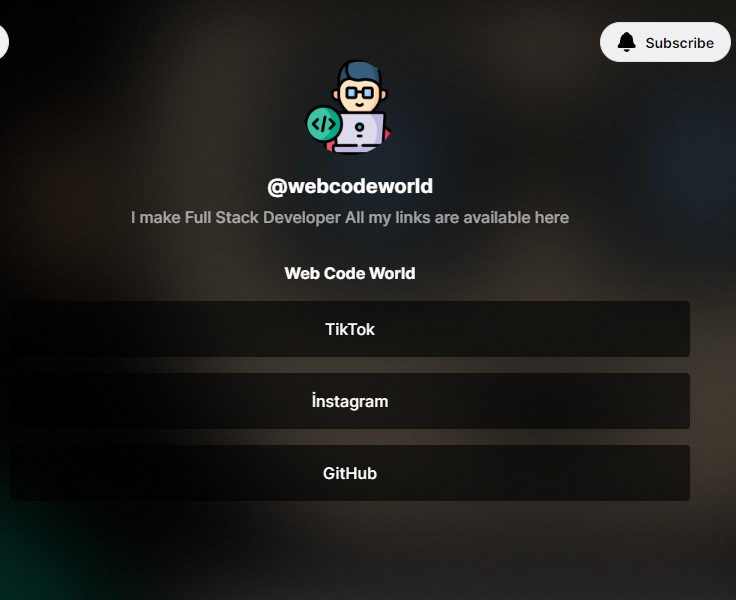 Subscribe
</>
@webcodeworld
I make Full Stack Developer All my links are available here
Web Code World
TikTok
İnstagram
GitHub